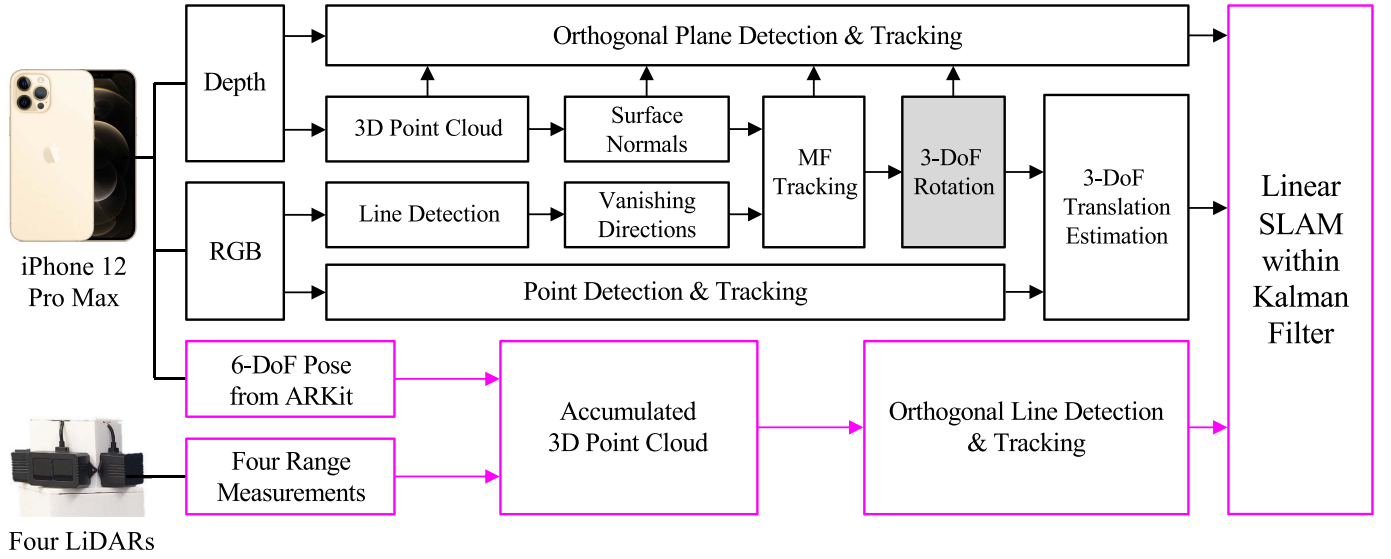 Orthogonal Plane Detection & Tracking
Depth
3D Point Cloud
Surface
Normals
MF
Tracking
3-DoF
Rotation
3-DoF
Translation
Estimation
Linear
SLAM
within
Kalman
Filter
Line Detection
Vanishing
Directions
RGB
Point Detection & Tracking
iPhone 12
Pro Max
6-DoF Pose
from ARKit
Accumulated
3D Point Cloud
Orthogonal Line Detection
& Tracking
Four Range
Measurements
Four LiDARs